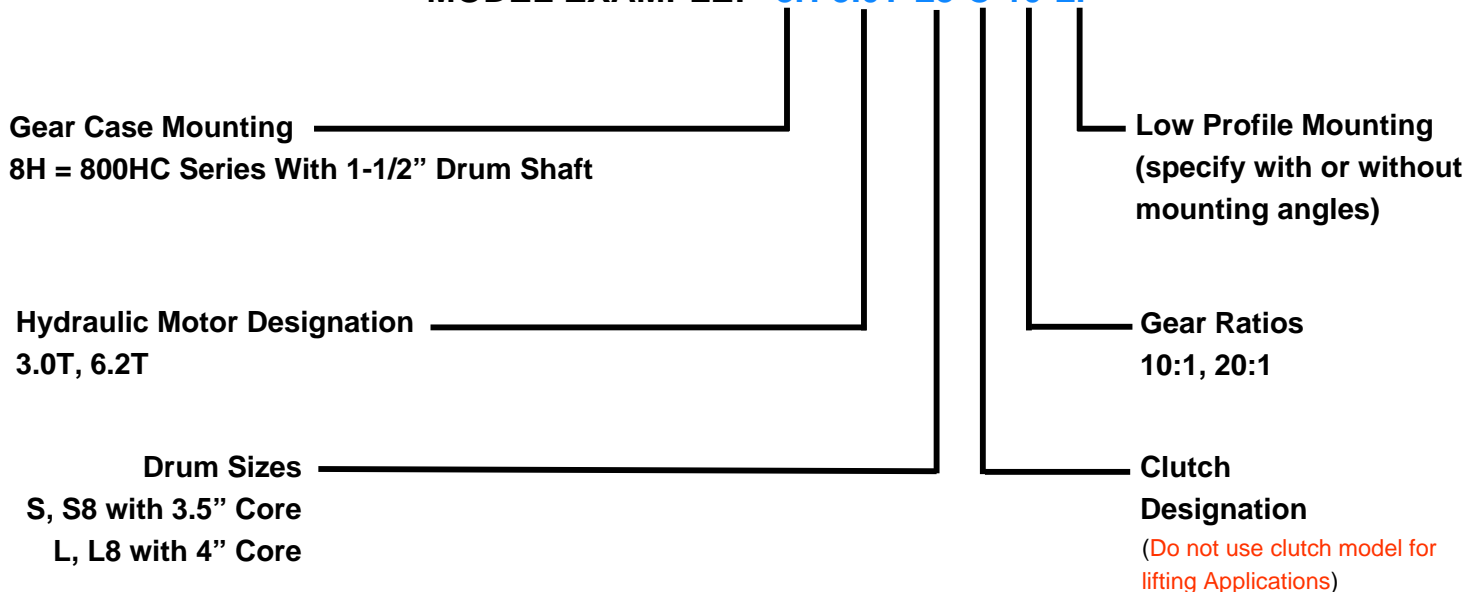 Gear Case Mounting
8H = 800HC Series With 1-1/2” Drum Shaft
Low Profile Mounting
(specify with or without
mounting angles)
Hydraulic Motor Designation
3.0T, 6.2T
Gear Ratios
10:1, 20:1
Drum Sizes
S, S8 with 3.5” Core
L, L8 with 4” Core
Clutch
Designation
(Do not use clutch model for
lifting Applications)